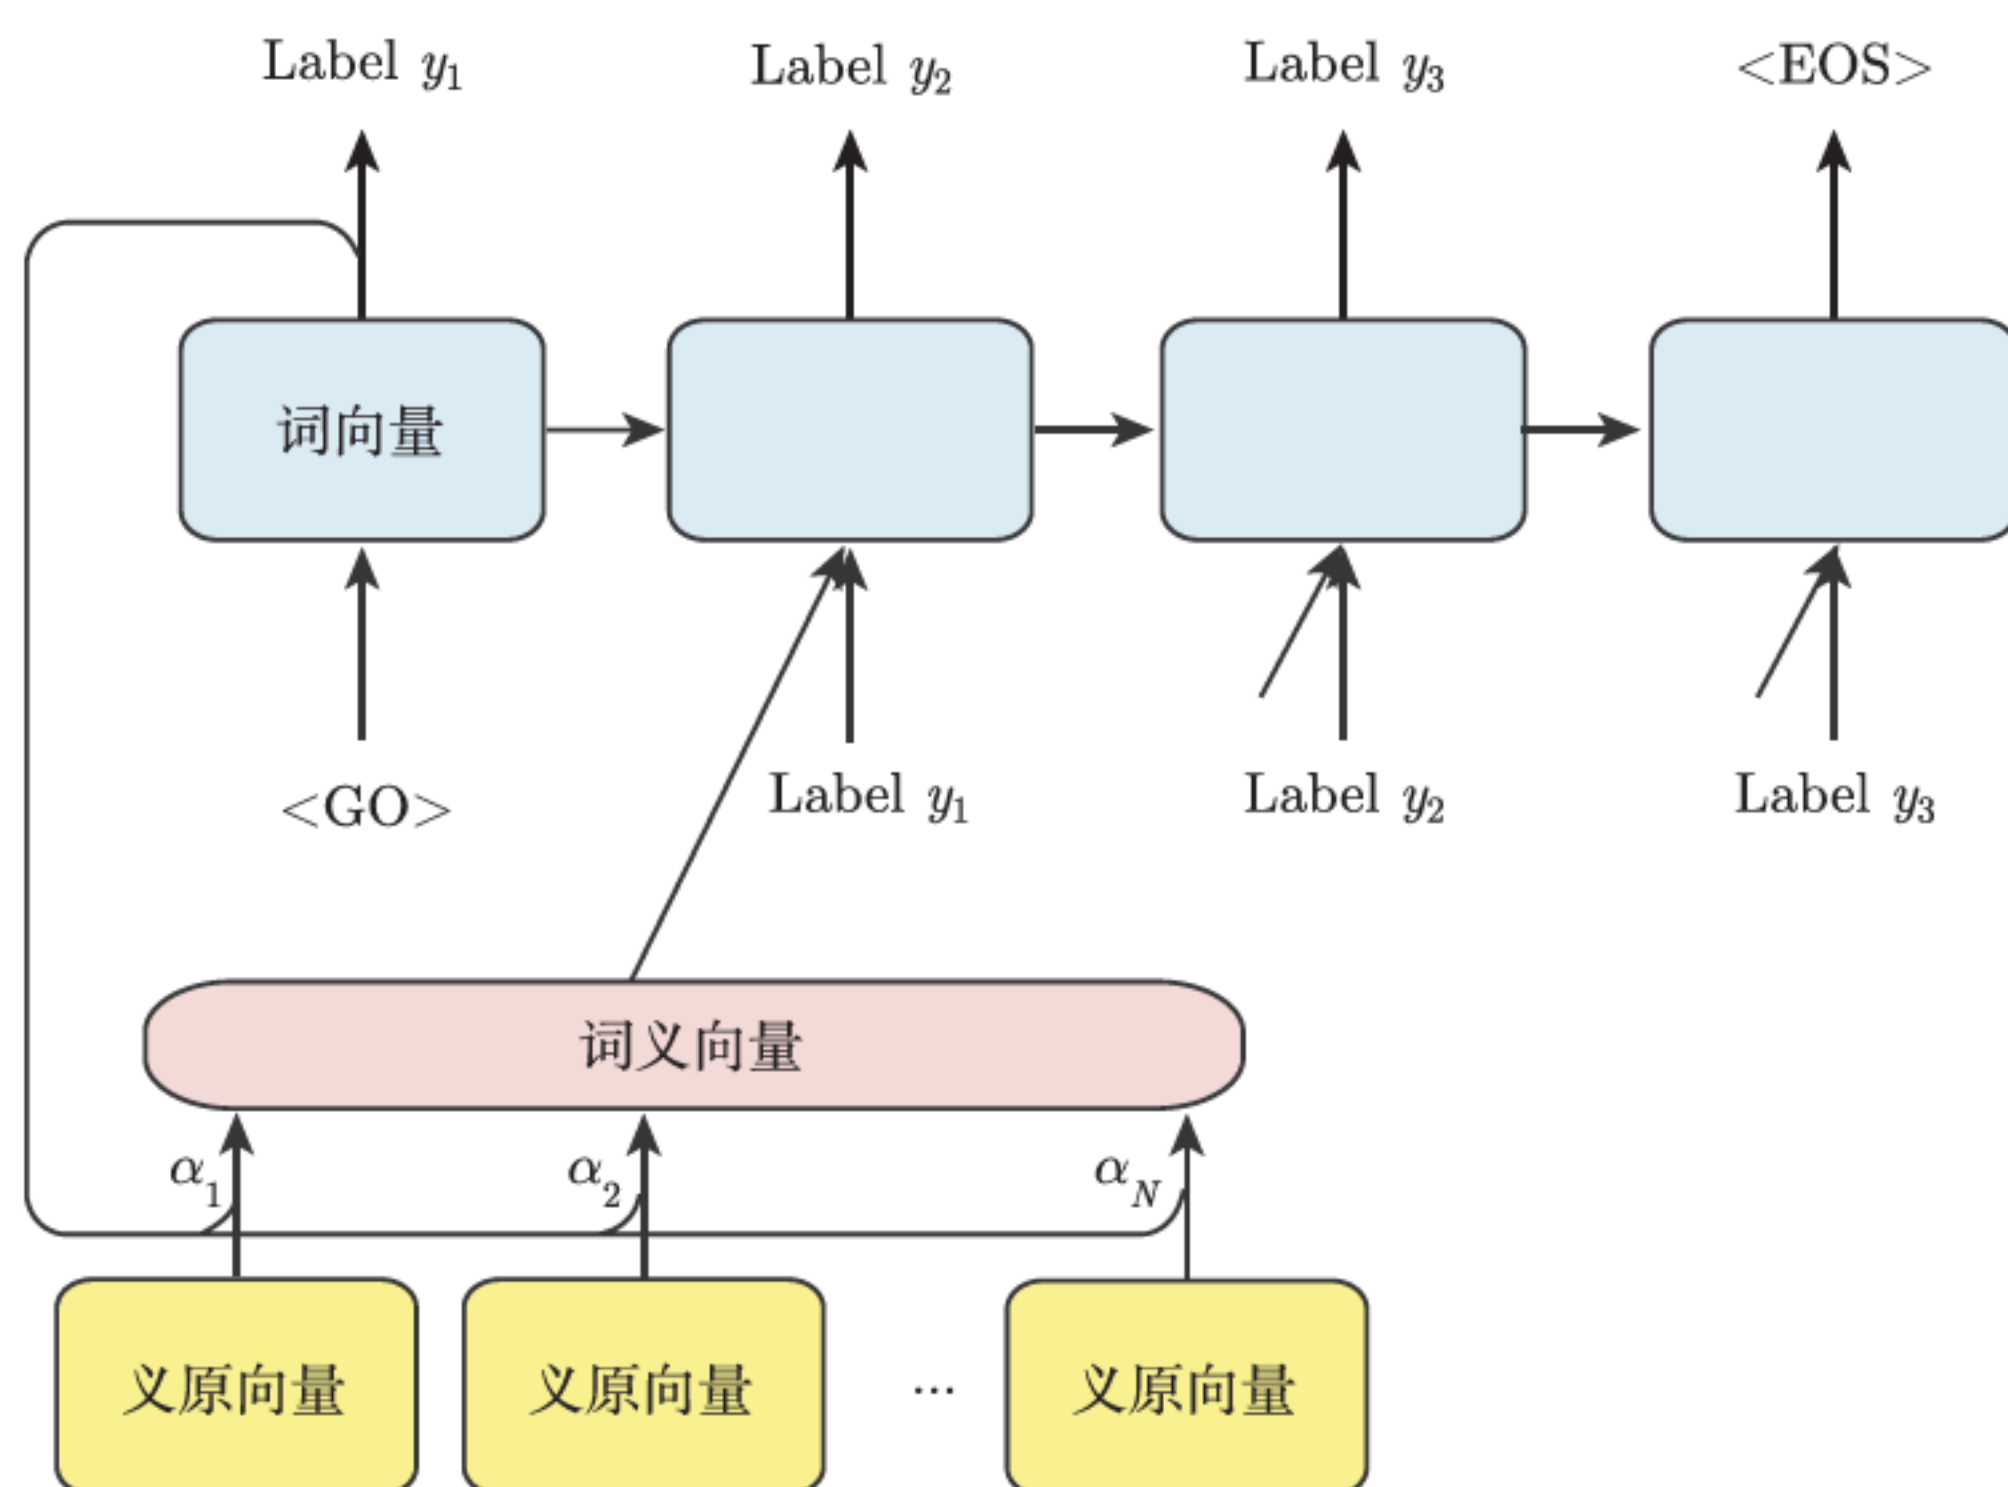 Label y₁ Label y₂ Label y₃ <EOS>
词向量
<GO> Label y₁ Label y₂ Label y₃
词义向量
α₁ α₂ α_N
义原向量 义原向量 ... 义原向量